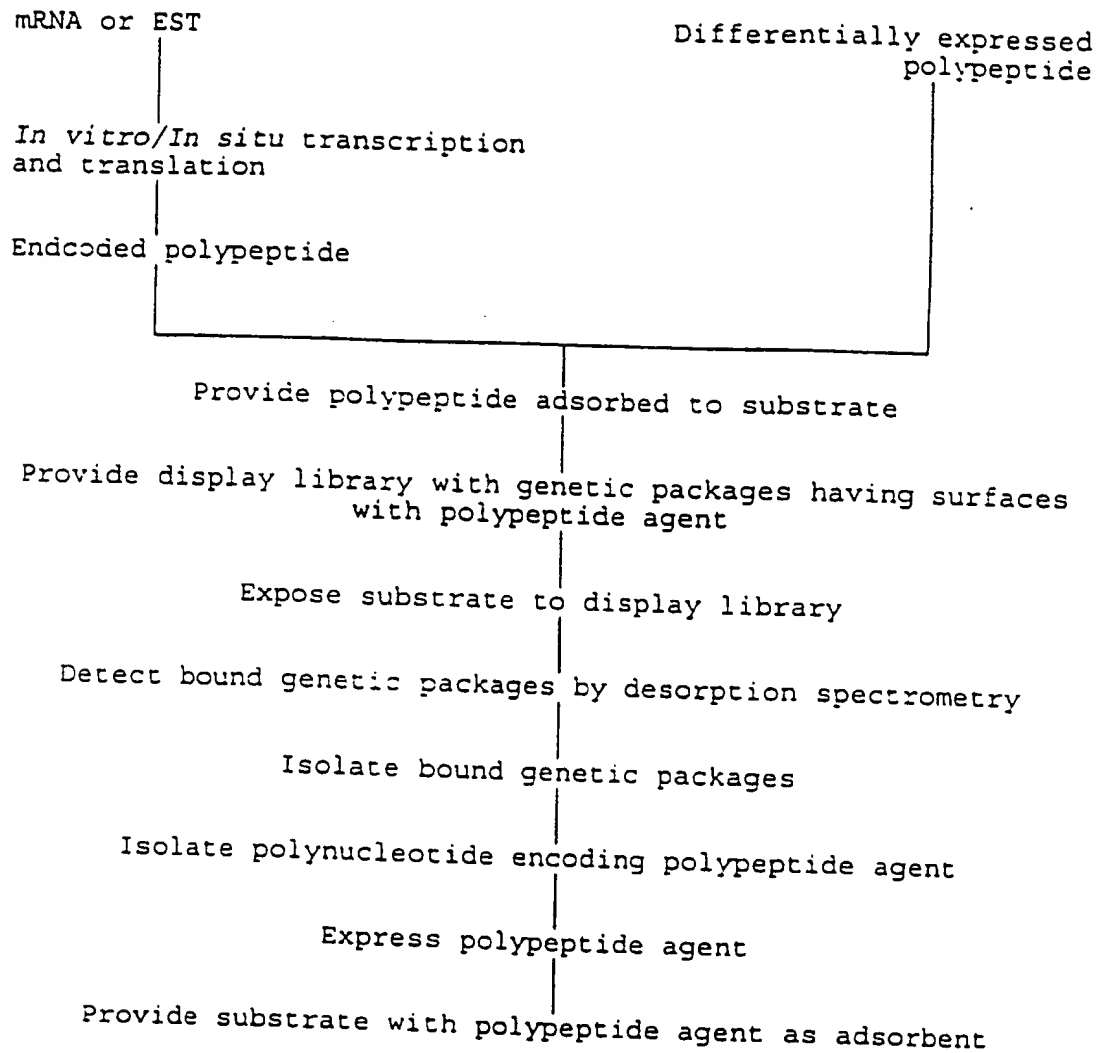 mRNA or EST
Differentially expressed
polypeptide
In vitro/In situ transcription
and translation
Endcoded polypeptide
Provide polypeptide adsorbed to substrate
Provide display library with genetic packages having surfaces
with polypeptide agent
Expose substrate to display library
Detect bound genetic packages by desorption spectrometry
Isolate bound genetic packages
Isolate polynucleotide encoding polypeptide agent
Express polypeptide agent
Provide substrate with polypeptide agent as adsorbent